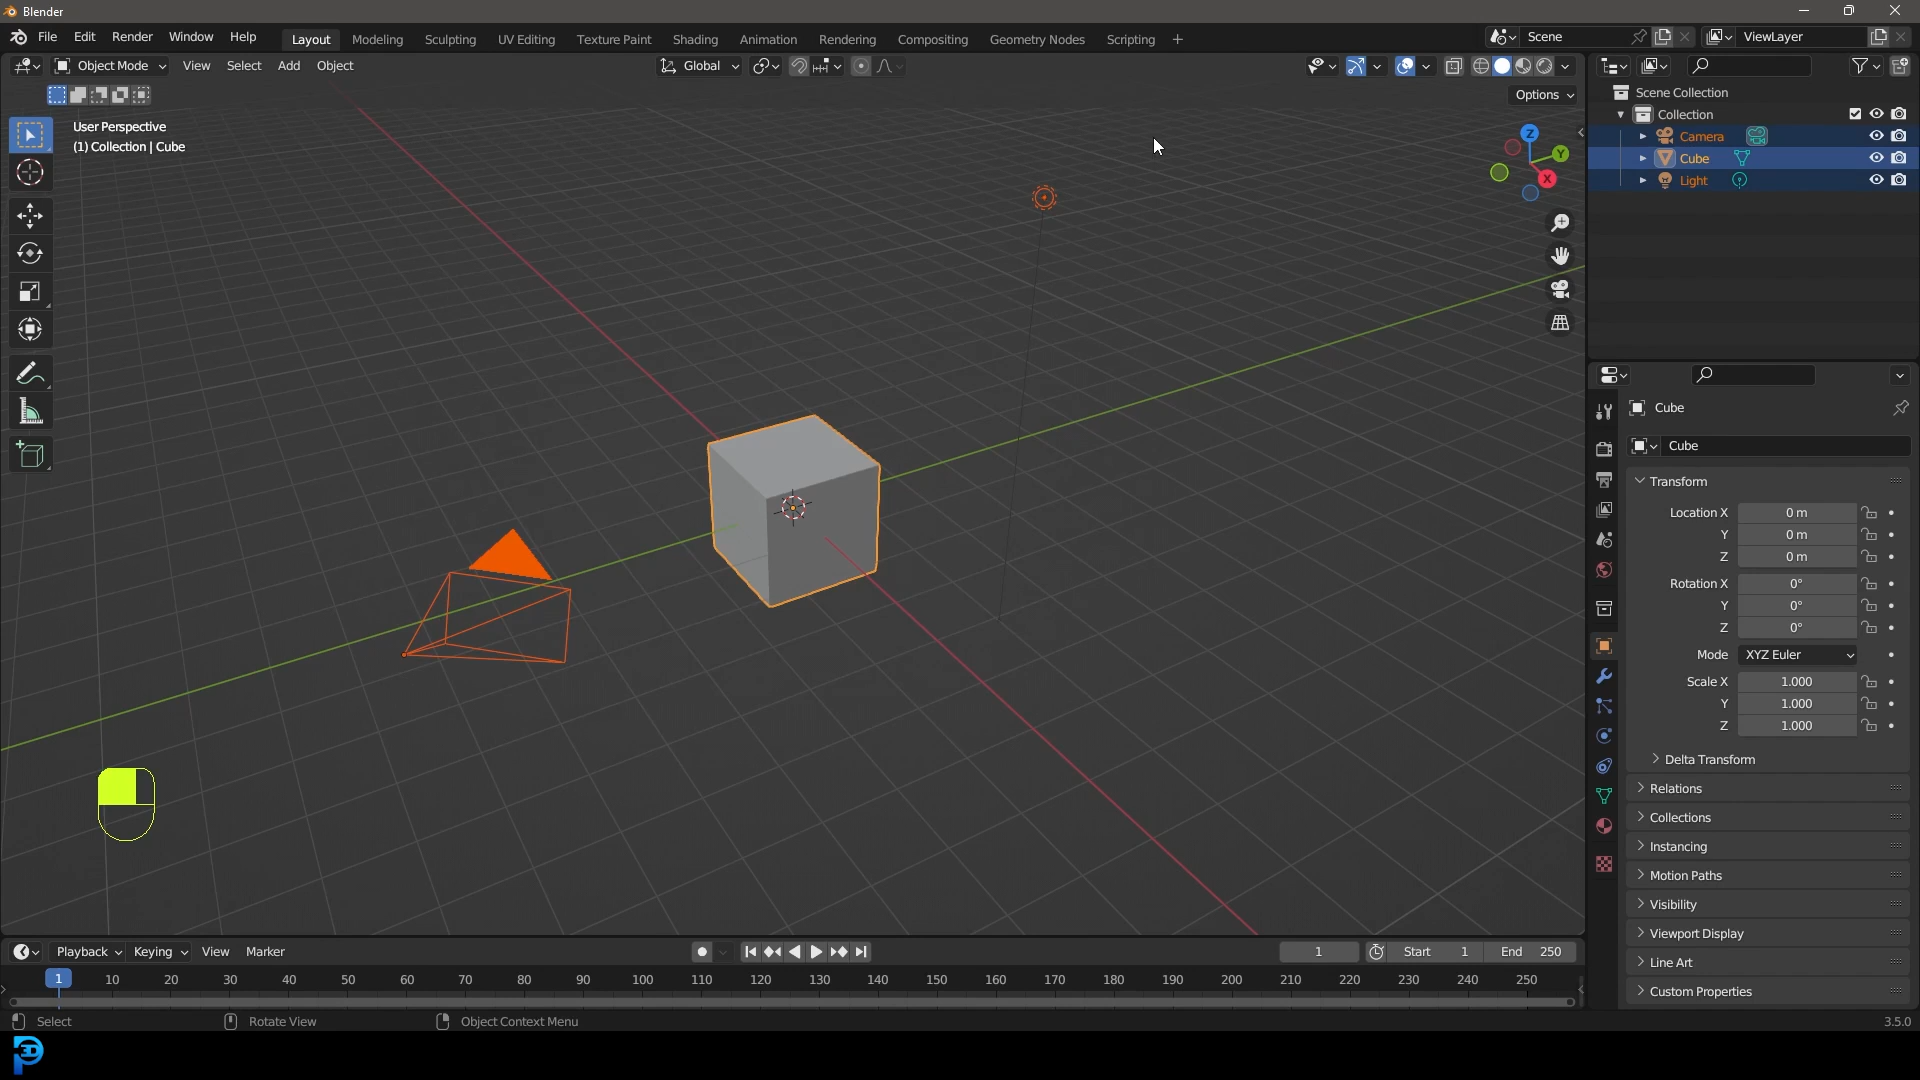 Blender
File Edit Render Window Help Layout Modeling Sculpting UV Editing Texture Paint Shading Animation Rendering Compositing Geometry Nodes Scripting + Scene ViewLayer
Object Mode View Select Add Object Global
Options
User Perspective
(1) Collection | Cube
Z
Y
X
Scene Collection
Collection
Camera
Cube
Light
Cube
Cube
Transform
Location X 0 m
Y 0 m
Z 0 m
Rotation X 0°
Y 0°
Z 0°
Mode XYZ Euler
Scale X 1.000
Y 1.000
Z 1.000
Delta Transform
Relations
Collections
Instancing
Motion Paths
Visibility
Viewport Display
Line Art
Custom Properties
Playback Keying View Marker 1 Start 1 End 250
1 10 20 30 40 50 60 70 80 90 100 110 120 130 140 150 160 170 180 190 200 210 220 230 240 250
Select Rotate View Object Context Menu 3.5.0